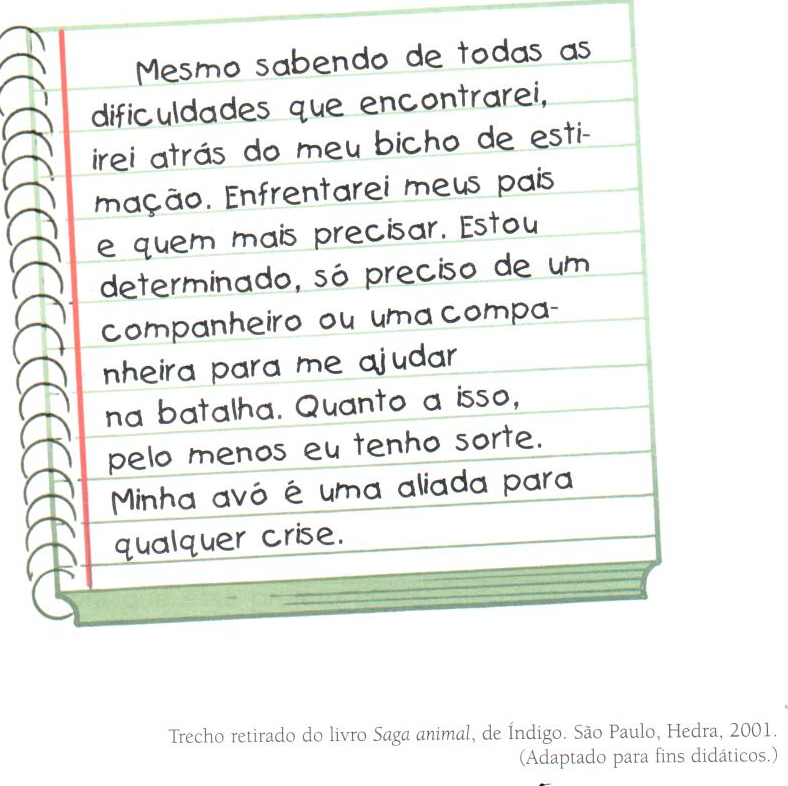 Mesmo sabendo de todas as
dificuldades que encontrarei,
irei atrás do meu bicho de esti-
mação. Enfrentarei meus pais
e quem mais precisar. Estou
determinado, só preciso de um
companheiro ou uma compa-
nheira para me ajudar
na batalha. Quanto a isso,
pelo menos eu tenho sorte.
Minha avó é uma aliada para
qualquer crise.
Trecho retirado do livro Saga animal, de Índigo. São Paulo, Hedra, 2001.
(Adaptado para fins didáticos.)